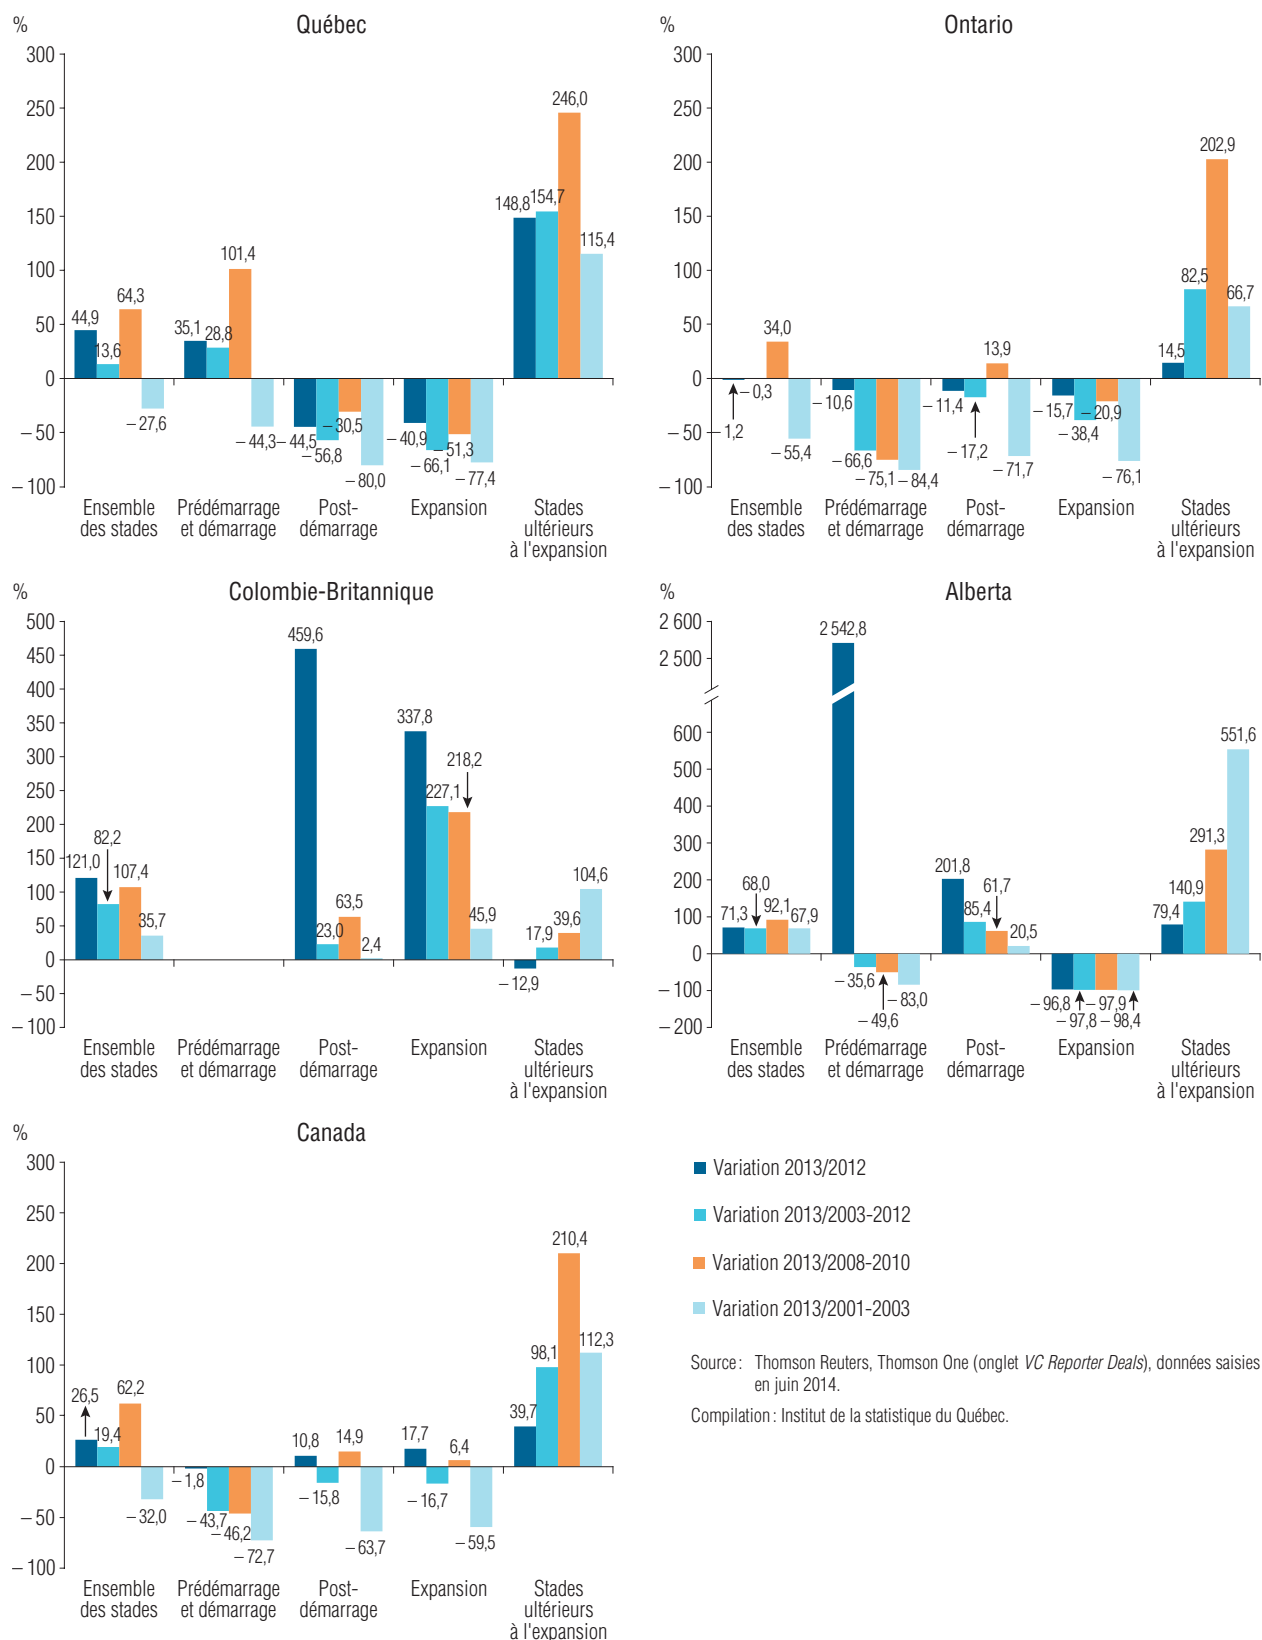 %
Québec
300
250
200
150
100
50
0
– 50
– 100
44,9
13,6
64,3
– 27,6
35,1
28,8
101,4
– 44,3
– 44,5
– 56,8
– 30,5
– 80,0
– 40,9
– 66,1
– 51,3
– 77,4
148,8
154,7
246,0
115,4
Ensemble
des stades
Prédémarrage
et démarrage
Post-
démarrage
Expansion
Stades
ultérieurs
à l'expansion
%
Ontario
300
250
200
150
100
50
0
– 50
– 100
– 1,2
– 0,3
34,0
– 55,4
– 10,6
– 66,6
– 75,1
– 84,4
– 11,4
– 17,2
13,9
– 71,7
– 15,7
– 38,4
– 20,9
– 76,1
14,5
82,5
202,9
66,7
Ensemble
des stades
Prédémarrage
et démarrage
Post-
démarrage
Expansion
Stades
ultérieurs
à l'expansion
%
Colombie-Britannique
500
450
400
350
300
250
200
150
100
50
0
– 50
– 100
121,0
82,2
107,4
35,7
459,6
23,0
63,5
2,4
337,8
227,1
218,2
45,9
– 12,9
17,9
39,6
104,6
Ensemble
des stades
Prédémarrage
et démarrage
Post-
démarrage
Expansion
Stades
ultérieurs
à l'expansion
%
Alberta
2 600
2 500
600
500
400
300
200
100
0
– 100
– 200
71,3
68,0
92,1
67,9
2 542,8
– 35,6
– 49,6
– 83,0
201,8
85,4
61,7
20,5
– 96,8
– 97,8
– 97,9
– 98,4
79,4
140,9
291,3
551,6
Ensemble
des stades
Prédémarrage
et démarrage
Post-
démarrage
Expansion
Stades
ultérieurs
à l'expansion
%
Canada
300
250
200
150
100
50
0
– 50
– 100
26,5
19,4
62,2
– 32,0
– 1,8
– 43,7
– 46,2
– 72,7
10,8
– 15,8
14,9
– 63,7
17,7
– 16,7
6,4
– 59,5
39,7
98,1
210,4
112,3
Ensemble
des stades
Prédémarrage
et démarrage
Post-
démarrage
Expansion
Stades
ultérieurs
à l'expansion
Variation 2013/2012
Variation 2013/2003-2012
Variation 2013/2008-2010
Variation 2013/2001-2003
Source : Thomson Reuters, Thomson One (onglet VC Reporter Deals), données saisies
en juin 2014.
Compilation : Institut de la statistique du Québec.